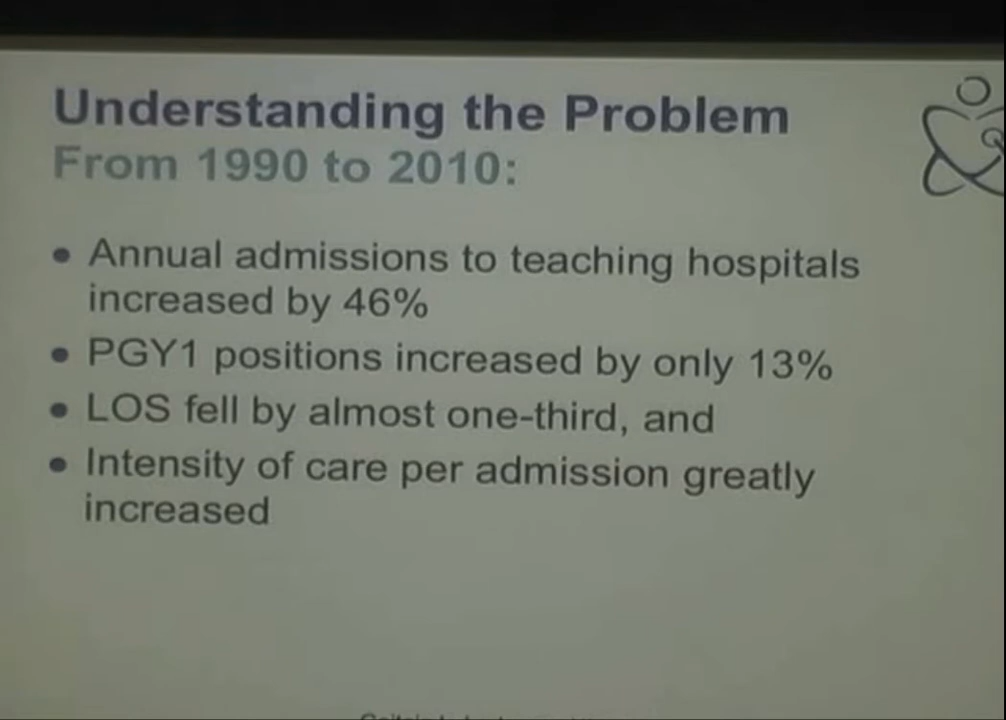 Understanding the Problem
From 1990 to 2010:
• Annual admissions to teaching hospitals
increased by 46%
• PGY1 positions increased by only 13%
• LOS fell by almost one-third, and
• Intensity of care per admission greatly
increased